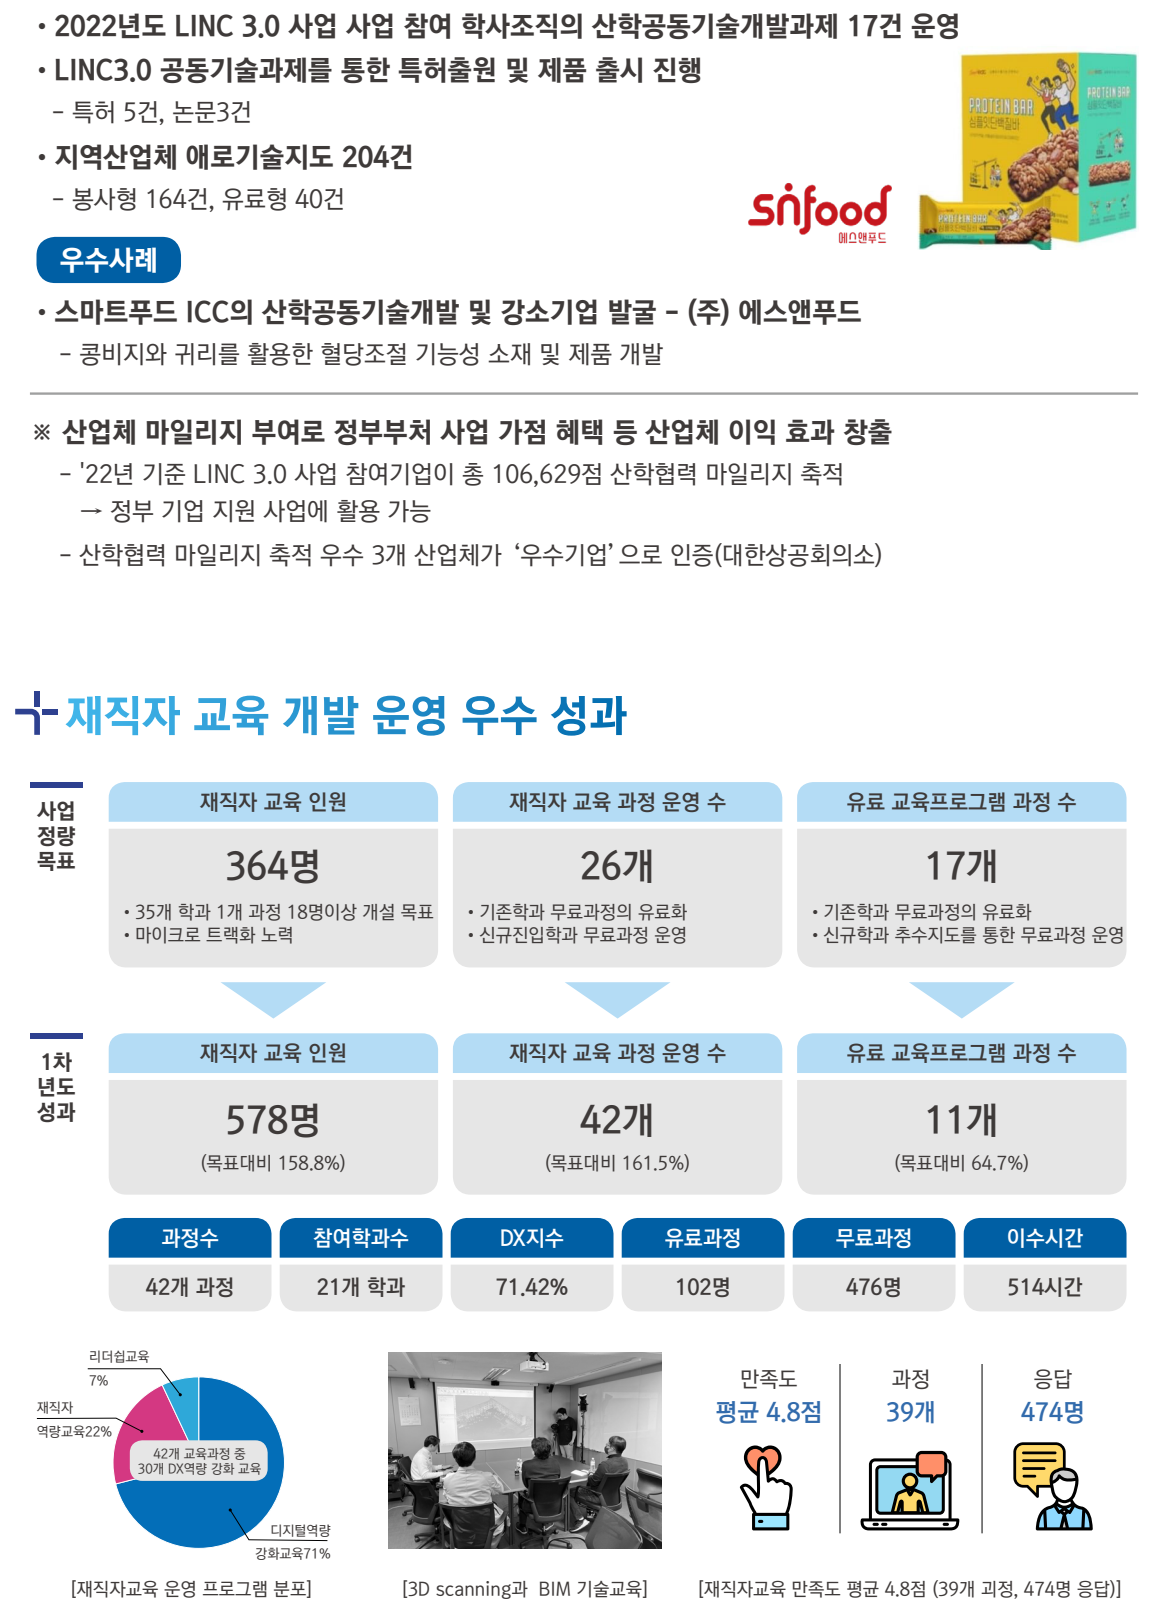 • 2022년도 LINC 3.0 사업 사업 참여 학사조직의 산학공동기술개발과제 17건 운영
• LINC3.0 공동기술과제를 통한 특허출원 및 제품 출시 진행
- 특허 5건, 논문3건
• 지역산업체 애로기술지도 204건
- 봉사형 164건, 유료형 40건
snfood
에스앤푸드
PROTEIN BAR
심플잇단백질바
PROTEIN BAR
PROTEIN BAR
우수사례
• 스마트푸드 ICC의 산학공동기술개발 및 강소기업 발굴 - (주) 에스앤푸드
- 콩비지와 귀리를 활용한 혈당조절 기능성 소재 및 제품 개발
※ 산업체 마일리지 부여로 정부부처 사업 가점 혜택 등 산업체 이익 효과 창출
- '22년 기준 LINC 3.0 사업 참여기업이 총 106,629점 산학협력 마일리지 축적
→ 정부 기업 지원 사업에 활용 가능
- 산학협력 마일리지 축적 우수 3개 산업체가 ‘우수기업’으로 인증(대한상공회의소)
재직자 교육 개발 운영 우수 성과
사업
정량
목표
재직자 교육 인원
364명
• 35개 학과 1개 과정 18명이상 개설 목표
• 마이크로 트랙화 노력
재직자 교육 과정 운영 수
26개
• 기존학과 무료과정의 유료화
• 신규진입학과 무료과정 운영
유료 교육프로그램 과정 수
17개
• 기존학과 무료과정의 유료화
• 신규학과 추수지도를 통한 무료과정 운영
1차
년도
성과
재직자 교육 인원
578명
(목표대비 158.8%)
재직자 교육 과정 운영 수
42개
(목표대비 161.5%)
유료 교육프로그램 과정 수
11개
(목표대비 64.7%)
과정수
42개 과정
참여학과수
21개 학과
DX지수
71.42%
유료과정
102명
무료과정
476명
이수시간
514시간
리더쉽교육
7%
재직자
역량교육22%
42개 교육과정 중
30개 DX역량 강화 교육
디지털역량
강화교육71%
[재직자교육 운영 프로그램 분포]
[3D scanning과 BIM 기술교육]
만족도
평균 4.8점
과정
39개
응답
474명
[재직자교육 만족도 평균 4.8점 (39개 괴정, 474명 응답)]